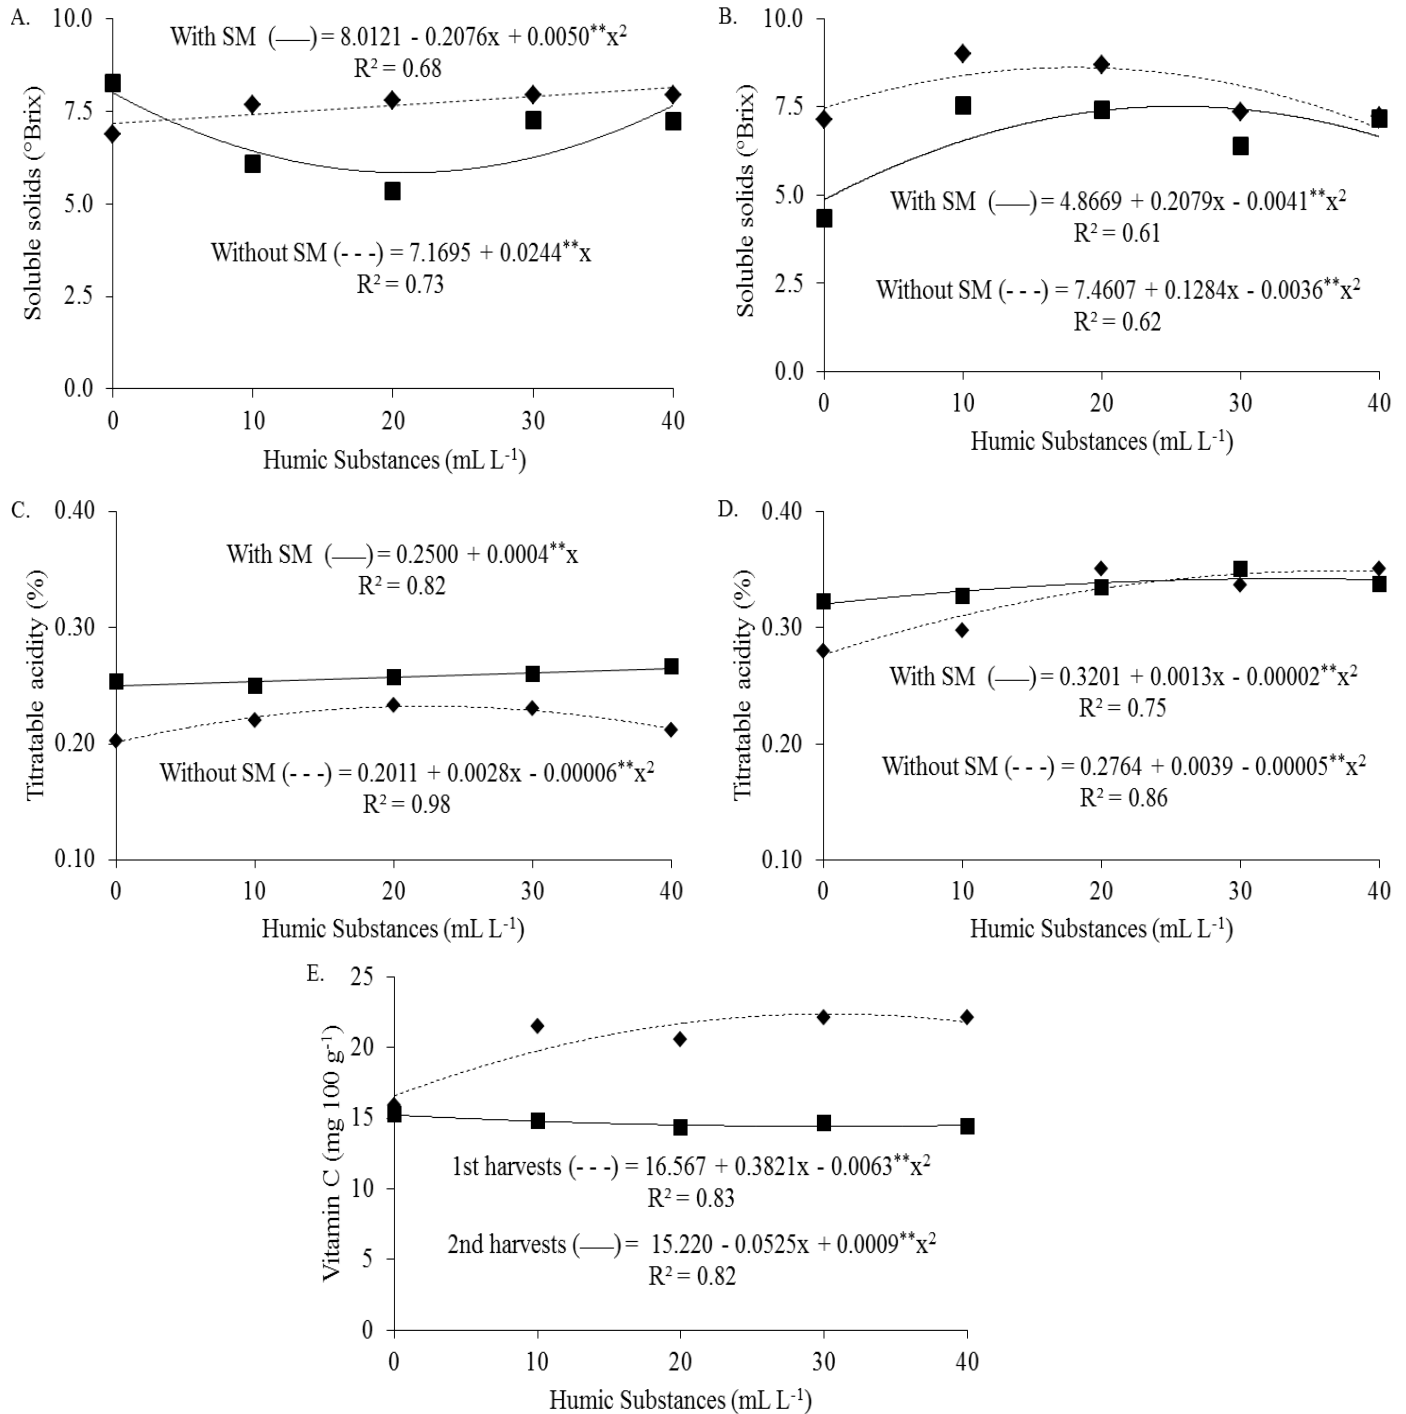 A.
10.0
7.5
5.0
2.5
0.0
Soluble solids (°Brix)
With SM (——) = 8.0121 - 0.2076x + 0.0050**x²
R² = 0.68
Without SM (- - -) = 7.1695 + 0.0244**x
R² = 0.73
0 10 20 30 40
Humic Substances (mL L⁻¹)
B.
10.0
7.5
5.0
2.5
0.0
Soluble solids (°Brix)
With SM (——) = 4.8669 + 0.2079x - 0.0041**x²
R² = 0.61
Without SM (- - -) = 7.4607 + 0.1284x - 0.0036**x²
R² = 0.62
0 10 20 30 40
Humic Substances (mL L⁻¹)
C.
0.40
0.30
0.20
0.10
Titratable acidity (%)
With SM (——) = 0.2500 + 0.0004**x
R² = 0.82
Without SM (- - -) = 0.2011 + 0.0028x - 0.00006**x²
R² = 0.98
0 10 20 30 40
Humic Substances (mL L⁻¹)
D.
0.40
0.30
0.20
0.10
Titratable acidity (%)
With SM (——) = 0.3201 + 0.0013x - 0.00002**x²
R² = 0.75
Without SM (- - -) = 0.2764 + 0.0039 - 0.00005**x²
R² = 0.86
0 10 20 30 40
Humic Substances (mL L⁻¹)
E.
25
20
15
10
5
0
Vitamin C (mg 100 g⁻¹)
1st harvests (- - -) = 16.567 + 0.3821x - 0.0063**x²
R² = 0.83
2nd harvests (——) = 15.220 - 0.0525x + 0.0009**x²
R² = 0.82
0 10 20 30 40
Humic Substances (mL L⁻¹)